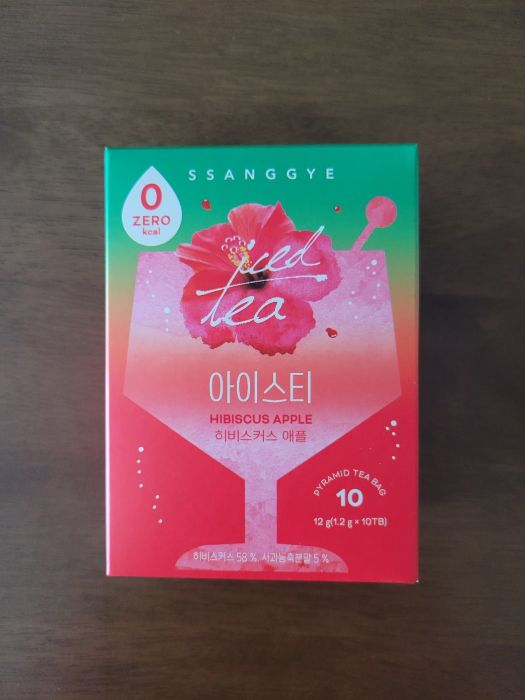 SSANGGYE
0
ZERO
kcal
iced
tea
아이스티
HIBISCUS APPLE
히비스커스 애플
PYRAMID TEA BAG
10
12 g(1.2 g × 10TB)
히비스커스 58 %, 사과농축분말 5 %